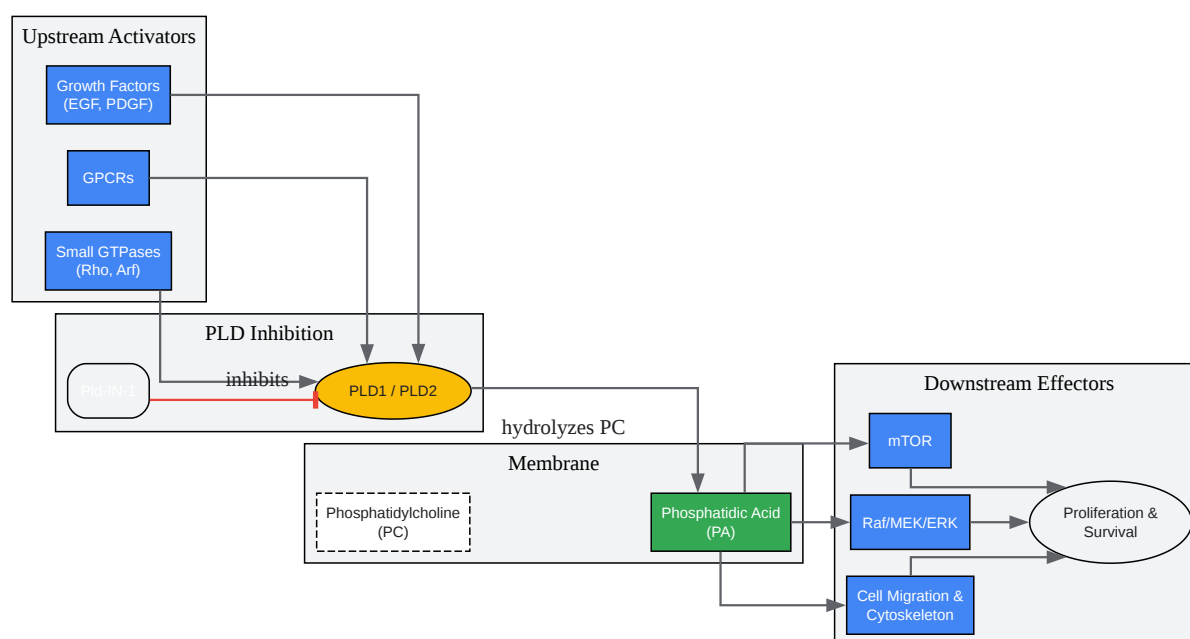 Upstream Activators
Growth Factors
(EGF, PDGF)
GPCRs
Small GTPases
(Rho, Arf)
PLD Inhibition
Pld-IN-1
inhibits
PLD1 / PLD2
hydrolyzes PC
Membrane
Phosphatidylcholine
(PC)
Phosphatidic Acid
(PA)
Downstream Effectors
mTOR
Raf/MEK/ERK
Cell Migration &
Cytoskeleton
Proliferation &
Survival